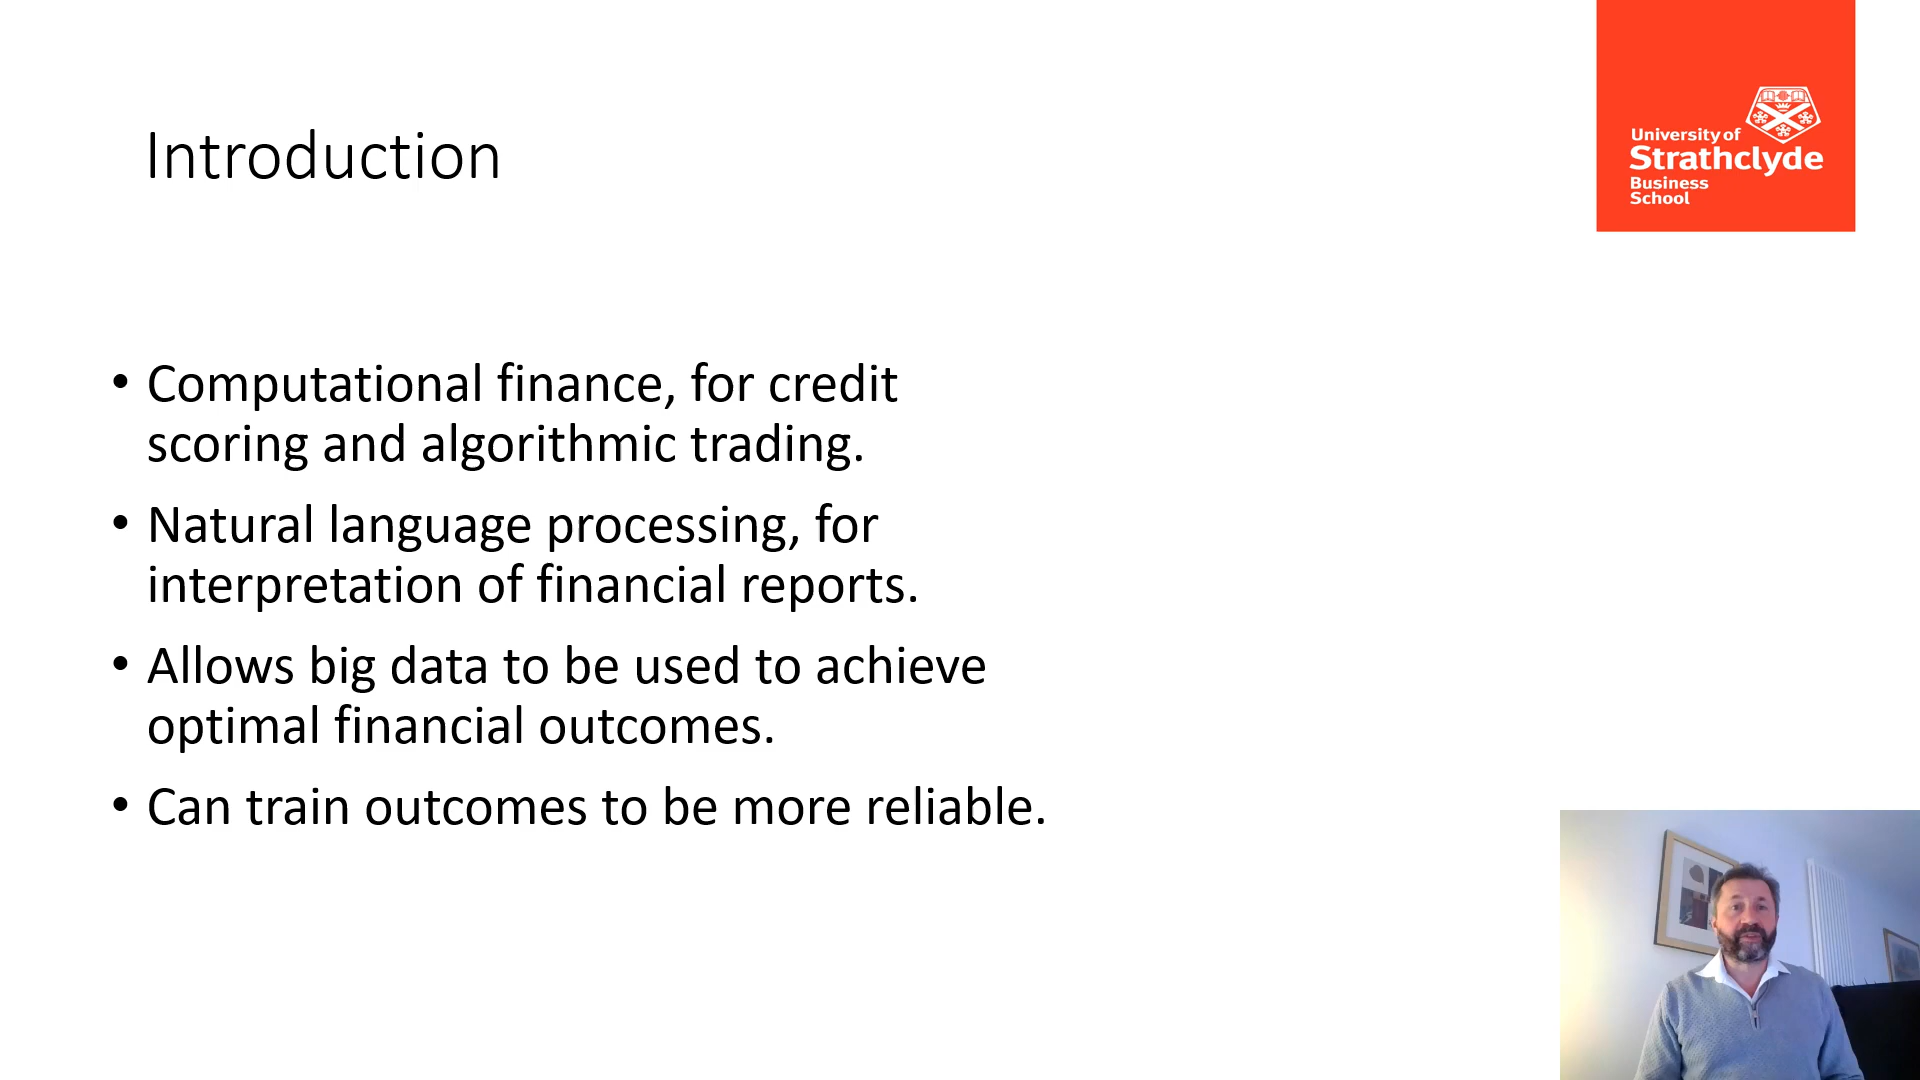 Introduction
University of
Strathclyde
Business
School
• Computational finance, for credit
scoring and algorithmic trading.
• Natural language processing, for
interpretation of financial reports.
• Allows big data to be used to achieve
optimal financial outcomes.
• Can train outcomes to be more reliable.